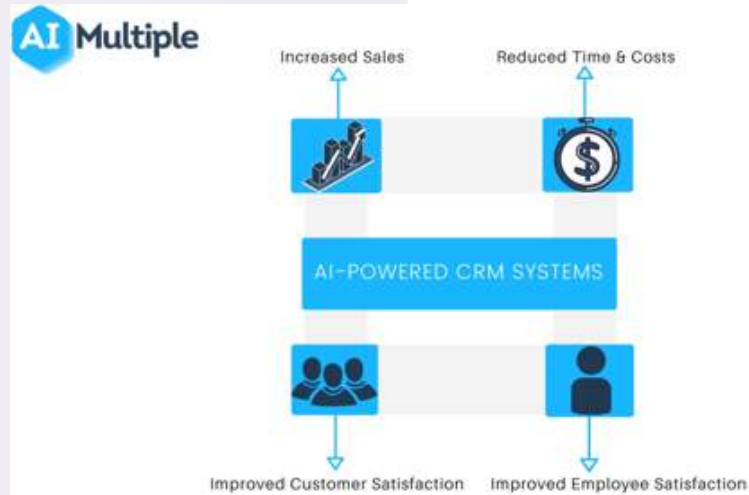 AI Multiple
Increased Sales
Reduced Time & Costs
$
AI-POWERED CRM SYSTEMS
Improved Customer Satisfaction
Improved Employee Satisfaction